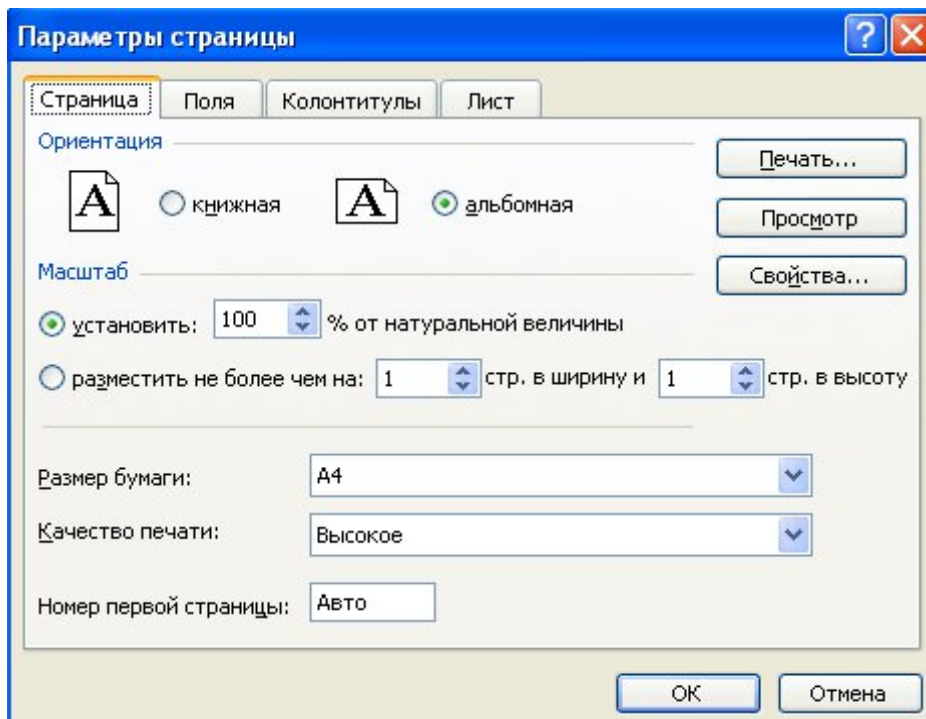 Параметры страницы
Страница Поля Колонтитулы Лист
Ориентация
Печать...
A книжная A альбомная
Просмотр
Масштаб
Свойства...
установить: 100 % от натуральной величины
разместить не более чем на: 1 стр. в ширину и 1 стр. в высоту
Размер бумаги: A4
Качество печати: Высокое
Номер первой страницы: Авто
ОК Отмена